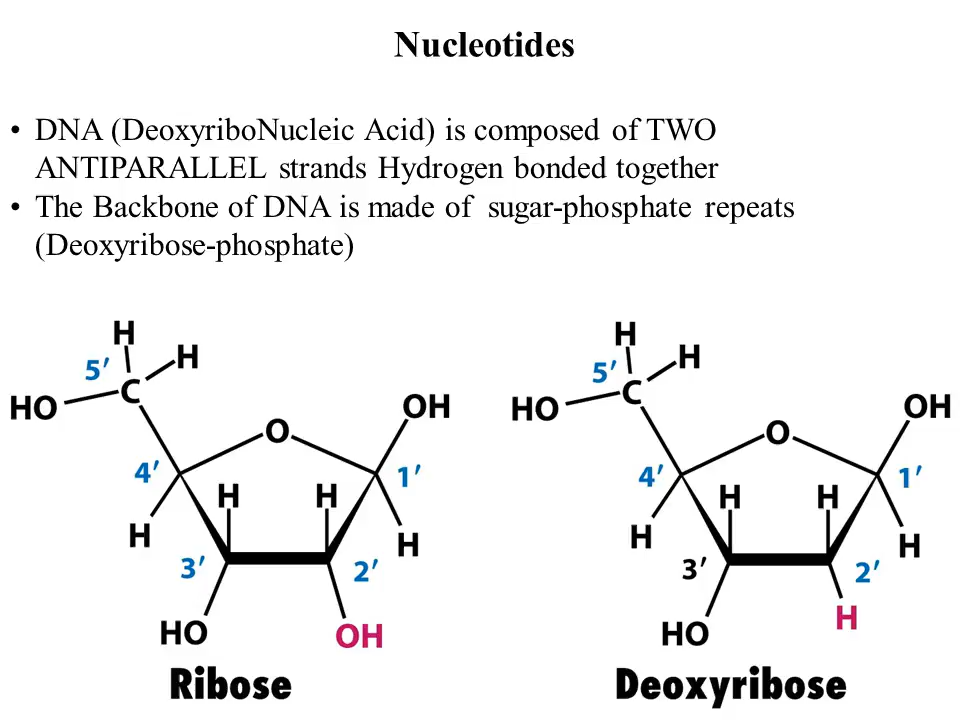 Nucleotides
• DNA (DeoxyriboNucleic Acid) is composed of TWO
ANTIPARALLEL strands Hydrogen bonded together
• The Backbone of DNA is made of sugar-phosphate repeats
(Deoxyribose-phosphate)
H
5′ H
HO C
O OH
4′ 1′
H H
H H
3′ 2′
HO OH
Ribose
H
5′ H
HO C
O OH
4′ 1′
H H
H H
3′ 2′
HO H
Deoxyribose